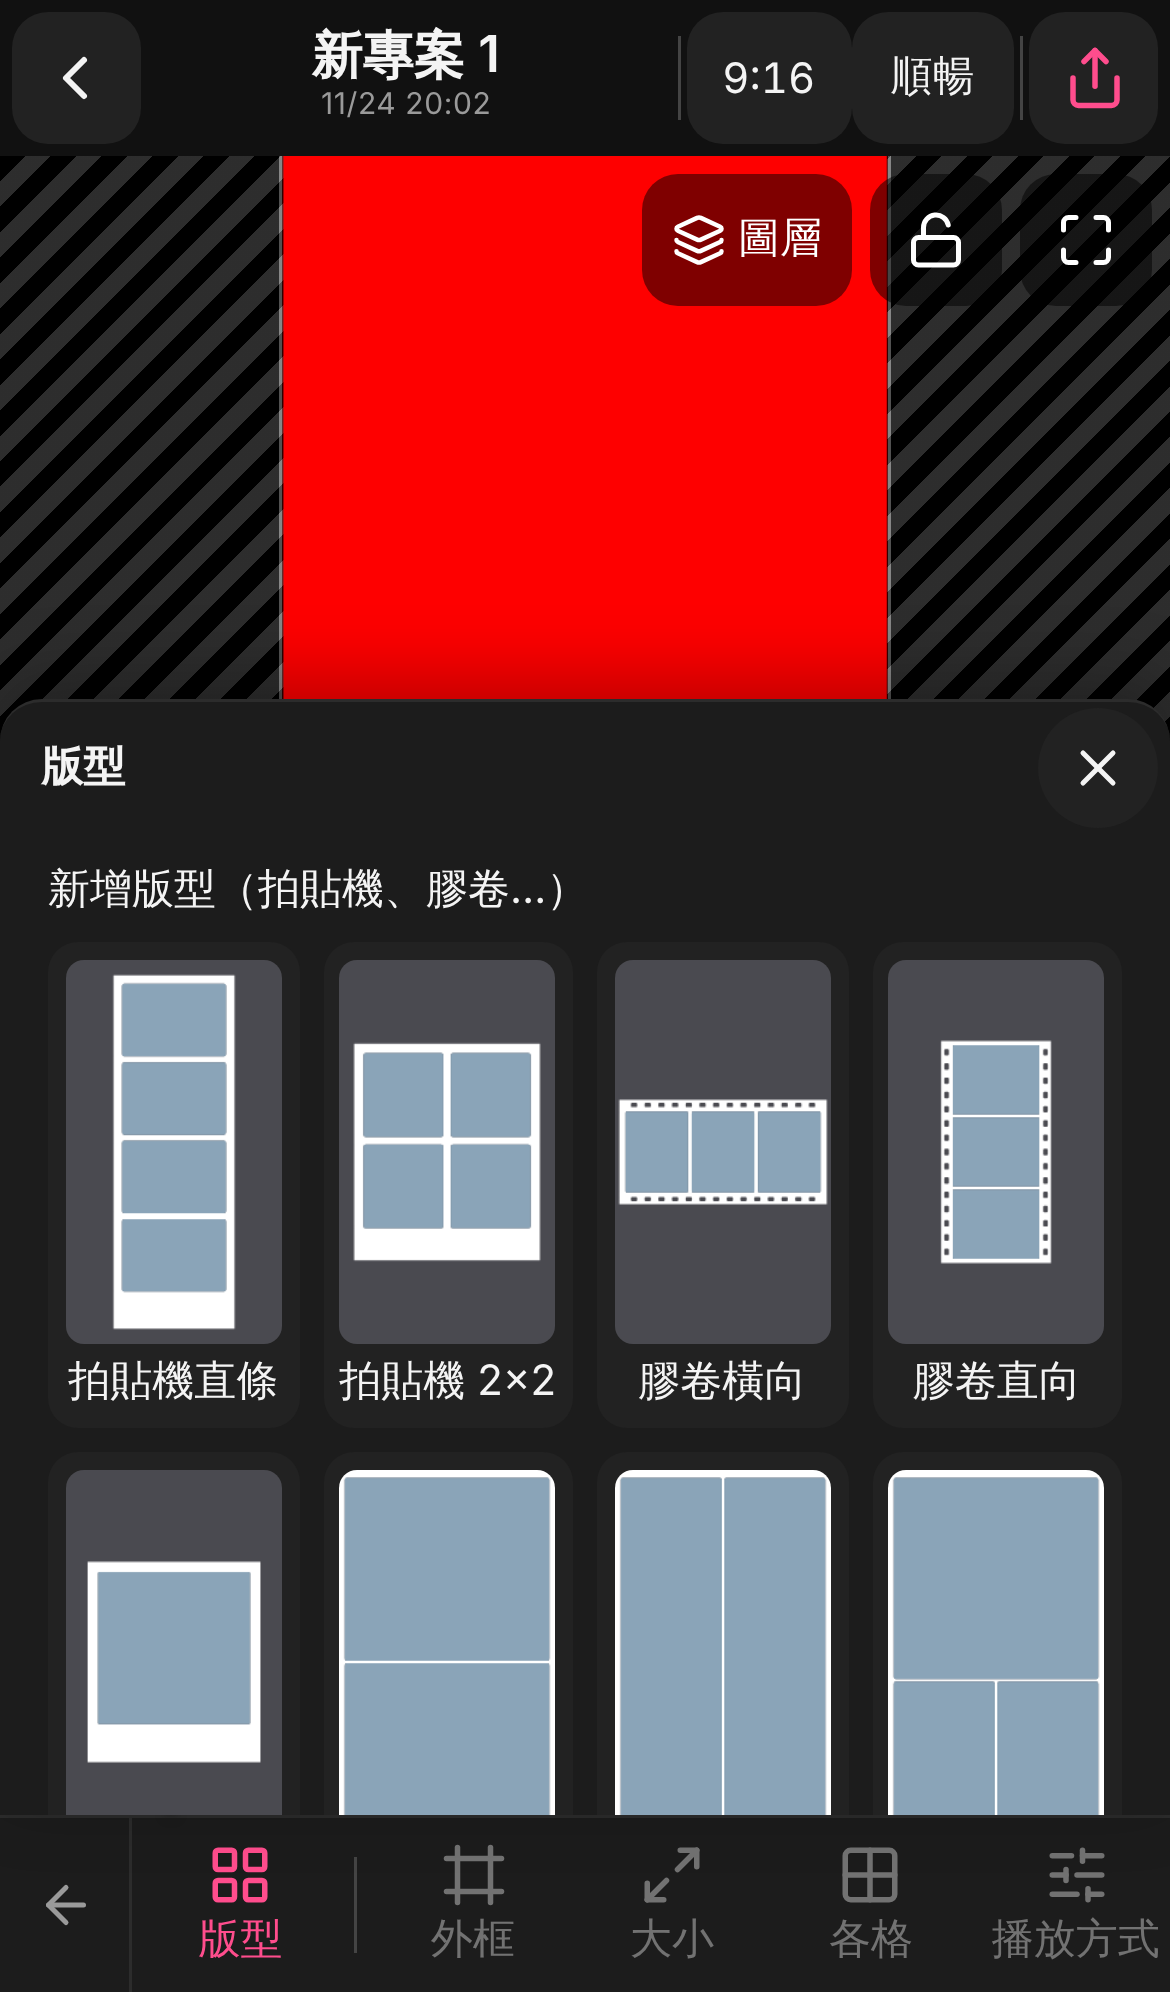 新專案 1
11/24 20:02
9:16
順暢
圖層
版型
新增版型（拍貼機、膠卷...）
拍貼機直條
拍貼機 2×2
膠卷橫向
膠卷直向
版型
外框
大小
各格
播放方式